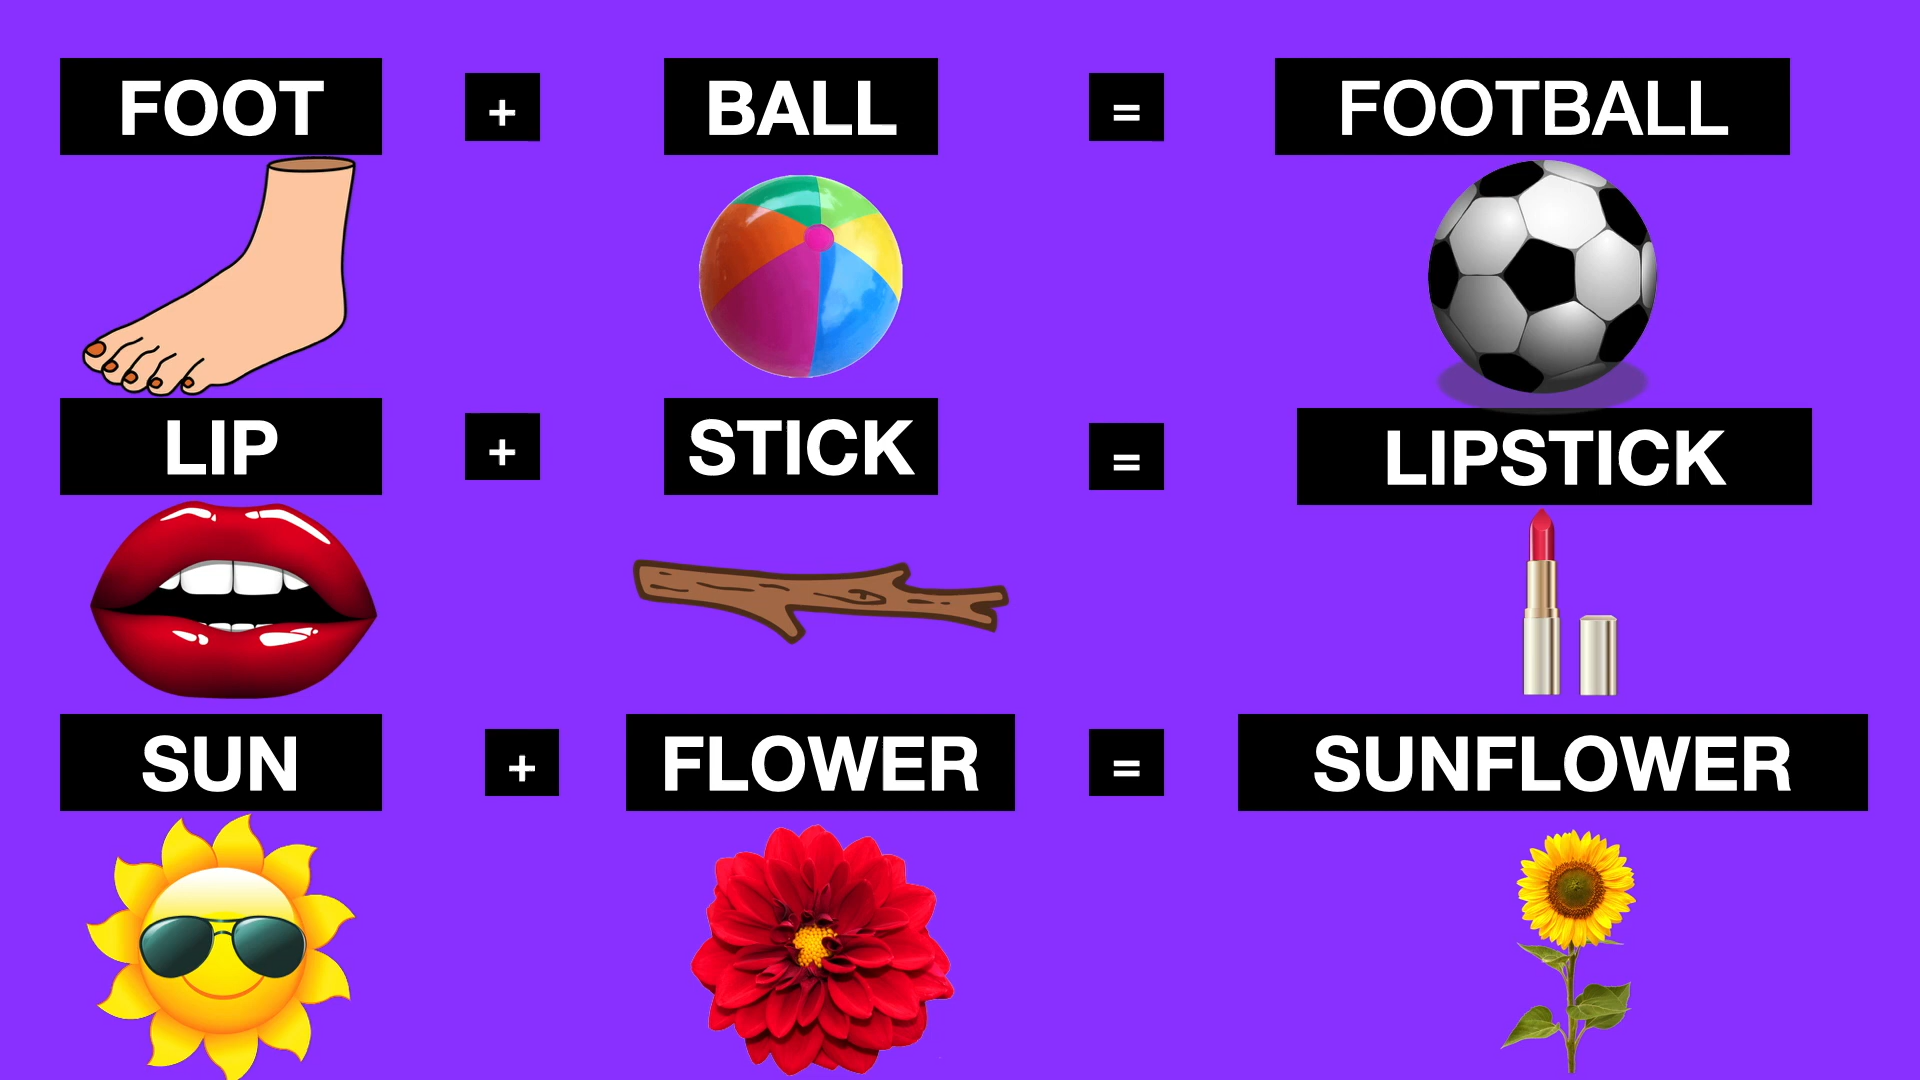 FOOT + BALL = FOOTBALL
LIP + STICK = LIPSTICK
SUN + FLOWER = SUNFLOWER